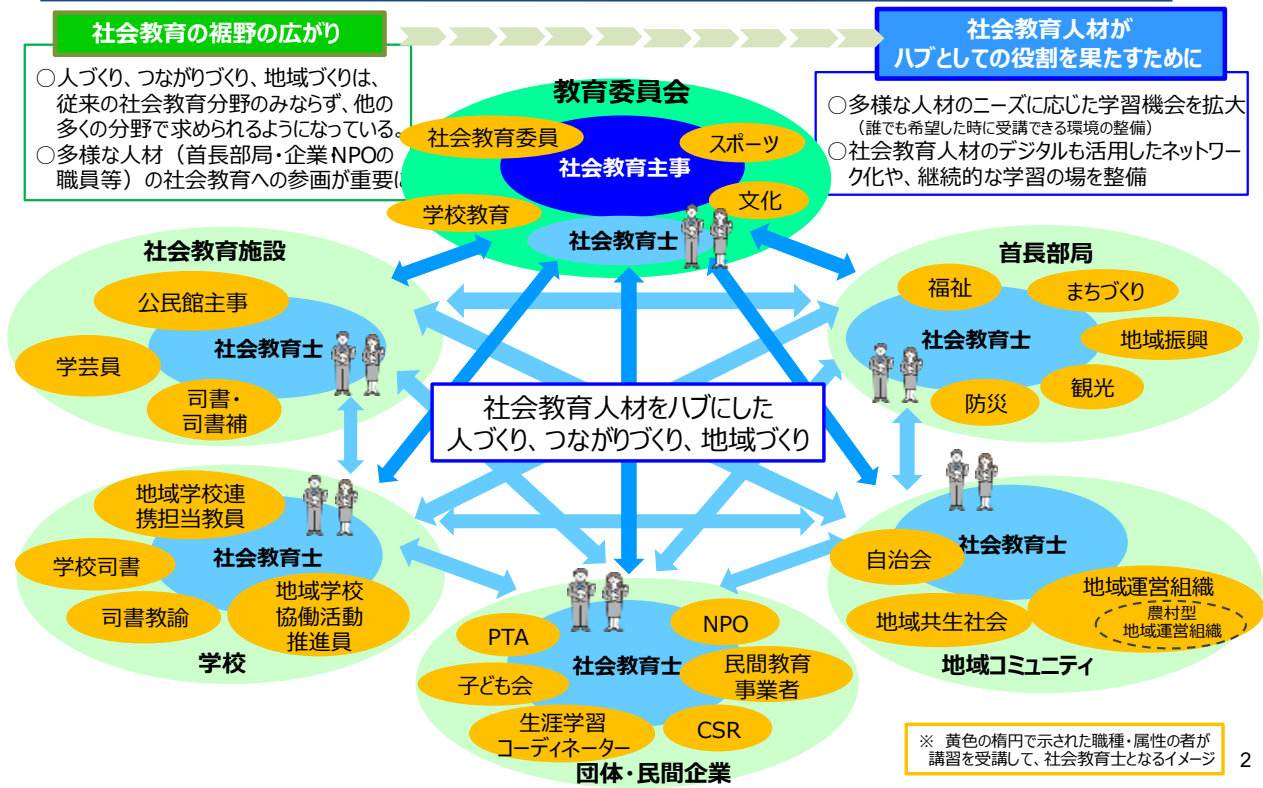 社会教育の裾野の広がり
○人づくり、つながりづくり、地域づくりは、
従来の社会教育分野のみならず、他の
多くの分野で求められるようになっている。
○多様な人材(首長部局・企業・NPOの
職員等)の社会教育への参画が重要に
社会教育人材が
ハブとしての役割を果たすために
○多様な人材のニーズに応じた学習機会を拡大
(誰でも希望した時に受講できる環境の整備)
○社会教育人材のデジタルも活用したネットワー
ク化や、継続的な学習の場を整備
教育委員会
社会教育委員
スポーツ
社会教育主事
学校教育
文化
社会教育士
社会教育施設
公民館主事
社会教育士
学芸員
司書・
司書補
首長部局
福祉
まちづくり
社会教育士
地域振興
観光
防災
社会教育人材をハブにした
人づくり、つながりづくり、地域づくり
地域学校連
携担当教員
社会教育士
学校司書
司書教諭
地域学校
協働活動
推進員
学校
PTA
NPO
社会教育士
子ども会
民間教育
事業者
生涯学習
コーディネーター
CSR
団体・民間企業
自治会
社会教育士
地域共生社会
地域運営組織
農村型
地域運営組織
地域コミュニティ
※ 黄色の楕円で示された職種・属性の者が
講習を受講して、社会教育士となるイメージ
2